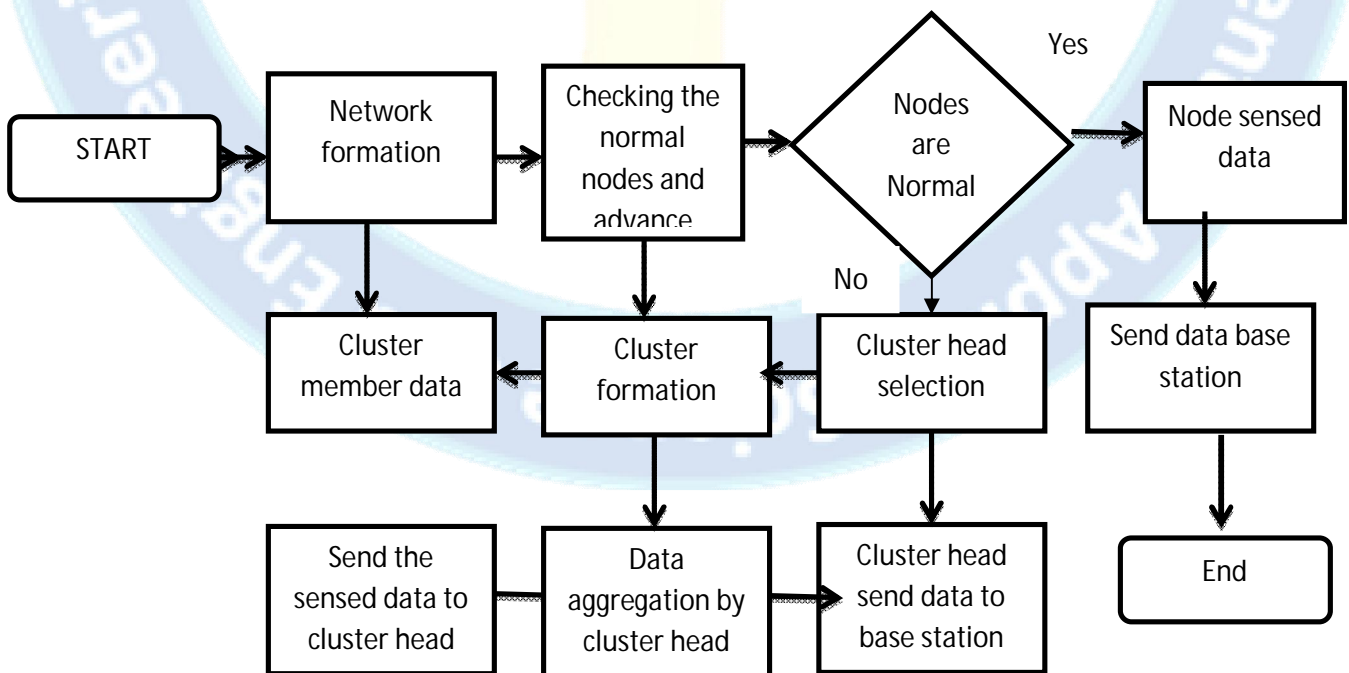 START
Network
formation
Checking the
normal
nodes and
advance
Nodes
are
Normal
Yes
Node sensed
data
No
Cluster
member data
Cluster
formation
Cluster head
selection
Send data base
station
Send the
sensed data to
cluster head
Data
aggregation by
cluster head
Cluster head
send data to
base station
End